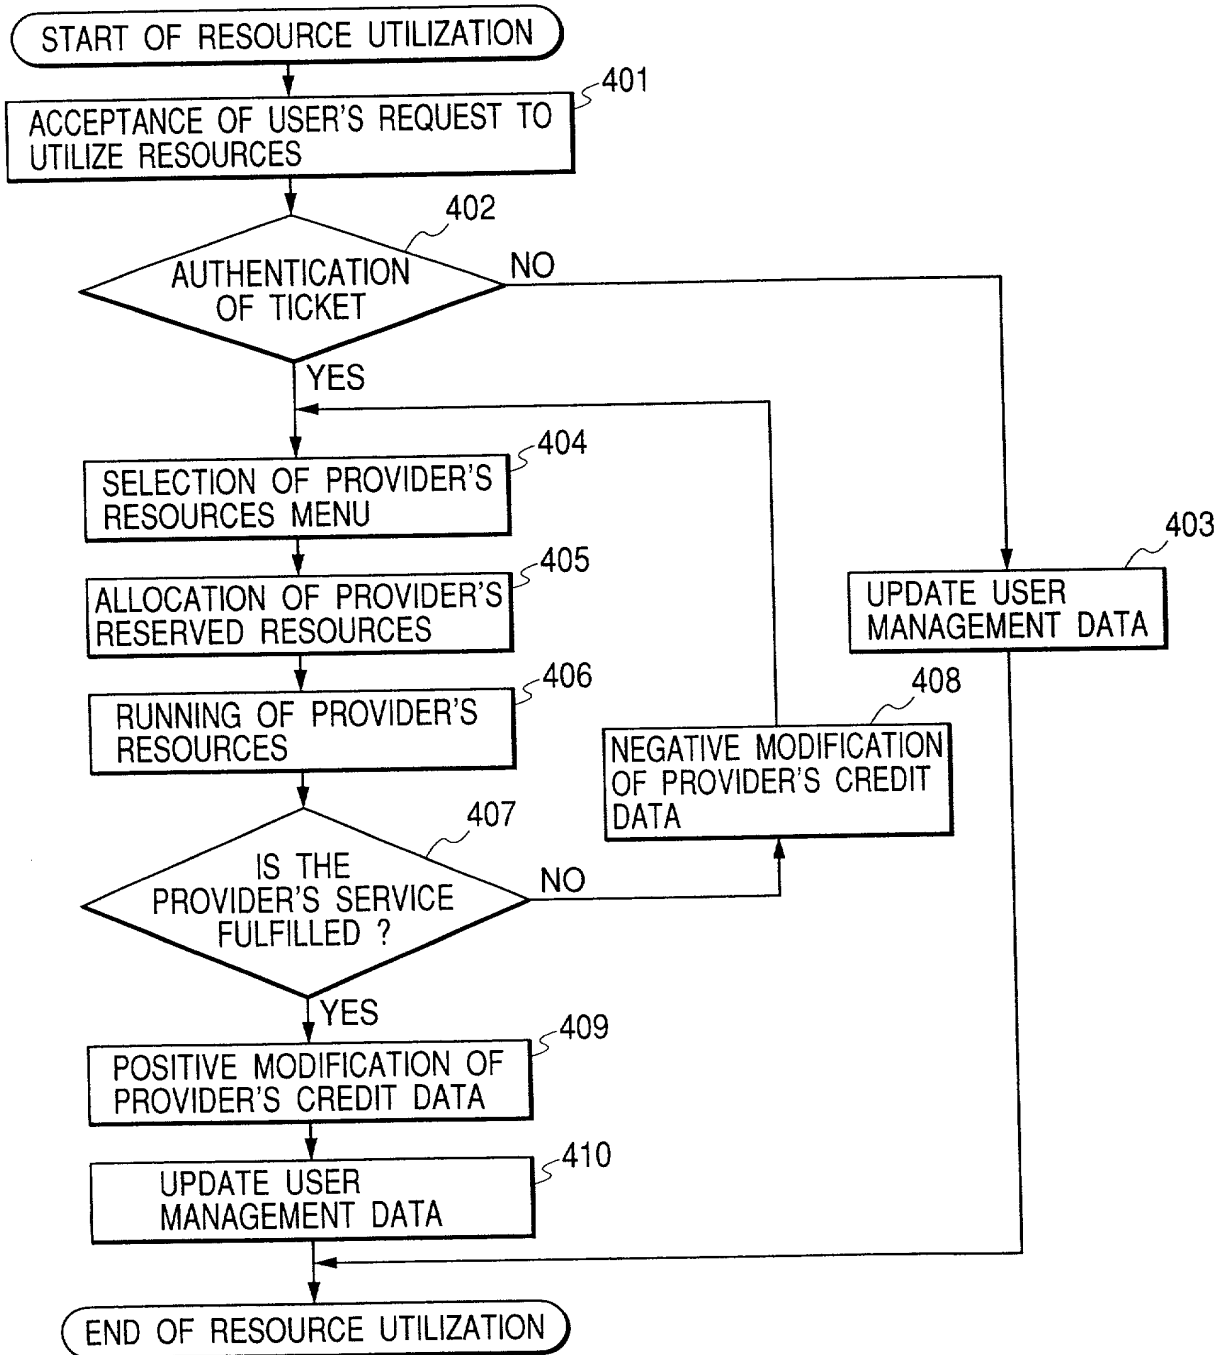 START OF RESOURCE UTILIZATION
401
ACCEPTANCE OF USER'S REQUEST TO
UTILIZE RESOURCES
402
AUTHENTICATION
OF TICKET
NO
YES
404
SELECTION OF PROVIDER'S
RESOURCES MENU
403
UPDATE USER
MANAGEMENT DATA
405
ALLOCATION OF PROVIDER'S
RESERVED RESOURCES
406
RUNNING OF PROVIDER'S
RESOURCES
408
NEGATIVE MODIFICATION
OF PROVIDER'S CREDIT
DATA
407
IS THE
PROVIDER'S SERVICE
FULFILLED ?
NO
YES
409
POSITIVE MODIFICATION OF
PROVIDER'S CREDIT DATA
410
UPDATE USER
MANAGEMENT DATA
END OF RESOURCE UTILIZATION